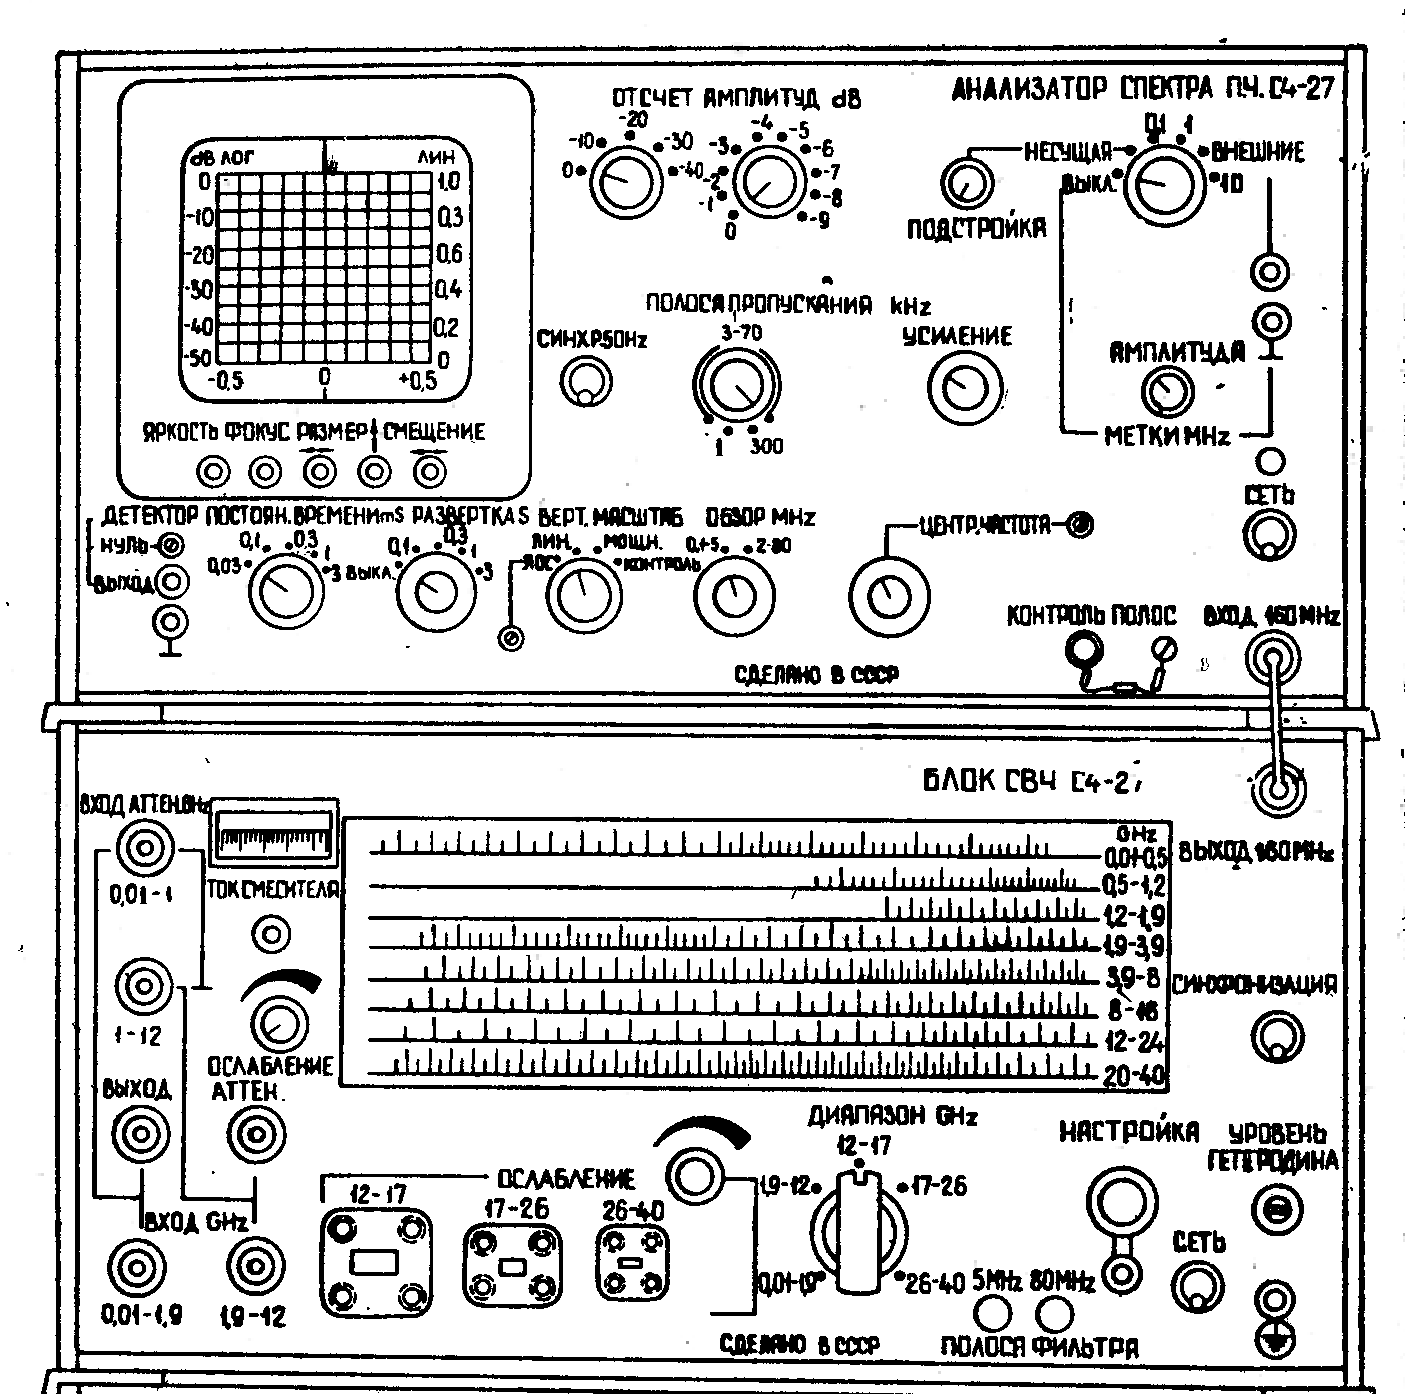 АНАЛИЗАТОР СПЕКТРА ПЧ. С4-27
ОТСЧЕТ АМПЛИТУД dB
0 -10 -20 -30 -40
0 -1 -2 -3 -4 -5 -6 -7 -8 -9
НЕСУЩАЯ 0,1 1 ВНЕШНИЕ
ВЫКЛ. 10
ПОДСТРОЙКА
dB ЛОГ ЛИН
0 1,0
-10 0,3
-20 0,6
-30 0,4
-40 0,2
-50 0
-0,5 0 +0,5
ЯРКОСТЬ ФОКУС РАЗМЕР СМЕЩЕНИЕ
ПОЛОСА ПРОПУСКАНИЯ kHz
СИНХР.50Hz 3-70 УСИЛЕНИЕ
1 300
АМПЛИТУДА
МЕТКИ MHz
СЕТЬ
ДЕТЕКТОР ПОСТОЯН.ВРЕМЕНИ mS РАЗВЕРТКА S ВЕРТ. МАСШТАБ ОБЗОР MHz
НУЛЬ
ВЫХОД
0,03 0,1 0,3 1 3
ВЫКЛ. 0,1 0,3 1 3
ЛОГ ЛИН. МОЩН. КОНТРОЛЬ
0,1-5 2-80
ЦЕНТР.ЧАСТОТА
КОНТРОЛЬ ПОЛОС ВХОД 160 MHz
СДЕЛАНО В СССР
БЛОК СВЧ С4-27
ВХОД АТТЕН.GHz
0,01-1
ТОК СМЕСИТЕЛЯ
GHz
0,01-0,5
0,5-1,2
1,2-1,9
1,9-3,9
3,9-8
8-16
12-24
20-40
ВЫХОД 160 MHz
СИНХРОНИЗАЦИЯ
1-12
ОСЛАБЛЕНИЕ
АТТЕН.
ВЫХОД
ДИАПАЗОН GHz
12-17
1,9-12 17-26
0,01-1,9 26-40
НАСТРОЙКА
УРОВЕНЬ
ГЕТЕРОДИНА
ОСЛАБЛЕНИЕ
12-17 17-26 26-40
ВХОД GHz
0,01-1,9 1,9-12
СЕТЬ
5 MHz 80 MHz
ПОЛОСА ФИЛЬТРА
СДЕЛАНО В СССР